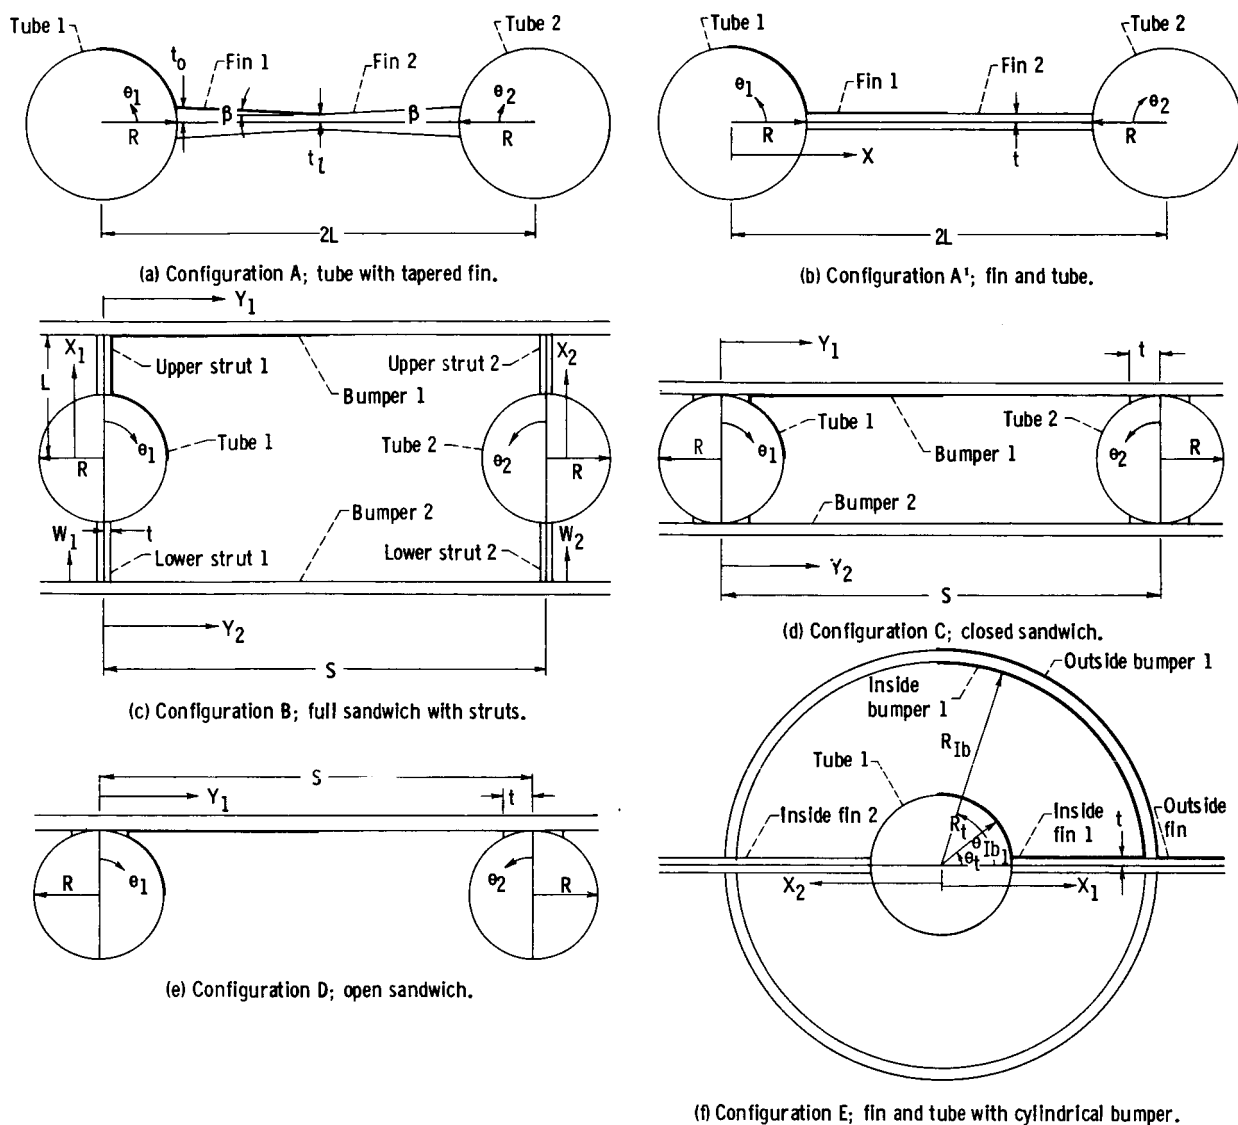 Tube 1
Tube 2
t₀
Fin 1
Fin 2
θ₁
β
β
θ₂
R
R
t_l
2L
(a) Configuration A; tube with tapered fin.
Tube 1
Tube 2
Fin 1
Fin 2
θ₁
θ₂
R
R
t
X
2L
(b) Configuration A'; fin and tube.
Y₁
X₁
X₂
L
Upper strut 1
Upper strut 2
Bumper 1
Tube 1
Tube 2
θ₁
θ₂
R
R
Bumper 2
W₁
W₂
t
Lower strut 1
Lower strut 2
Y₂
S
(c) Configuration B; full sandwich with struts.
Y₁
t
Tube 1
Tube 2
R
θ₁
θ₂
R
Bumper 1
Bumper 2
Y₂
S
(d) Configuration C; closed sandwich.
S
Y₁
t
R
θ₁
θ₂
R
(e) Configuration D; open sandwich.
Outside bumper 1
Inside
bumper 1
R_Ib
Tube 1
Inside fin 2
R_t
θ_Ib1
θ_t
Inside
fin 1
t
Outside
fin
X₂
X₁
(f) Configuration E; fin and tube with cylindrical bumper.